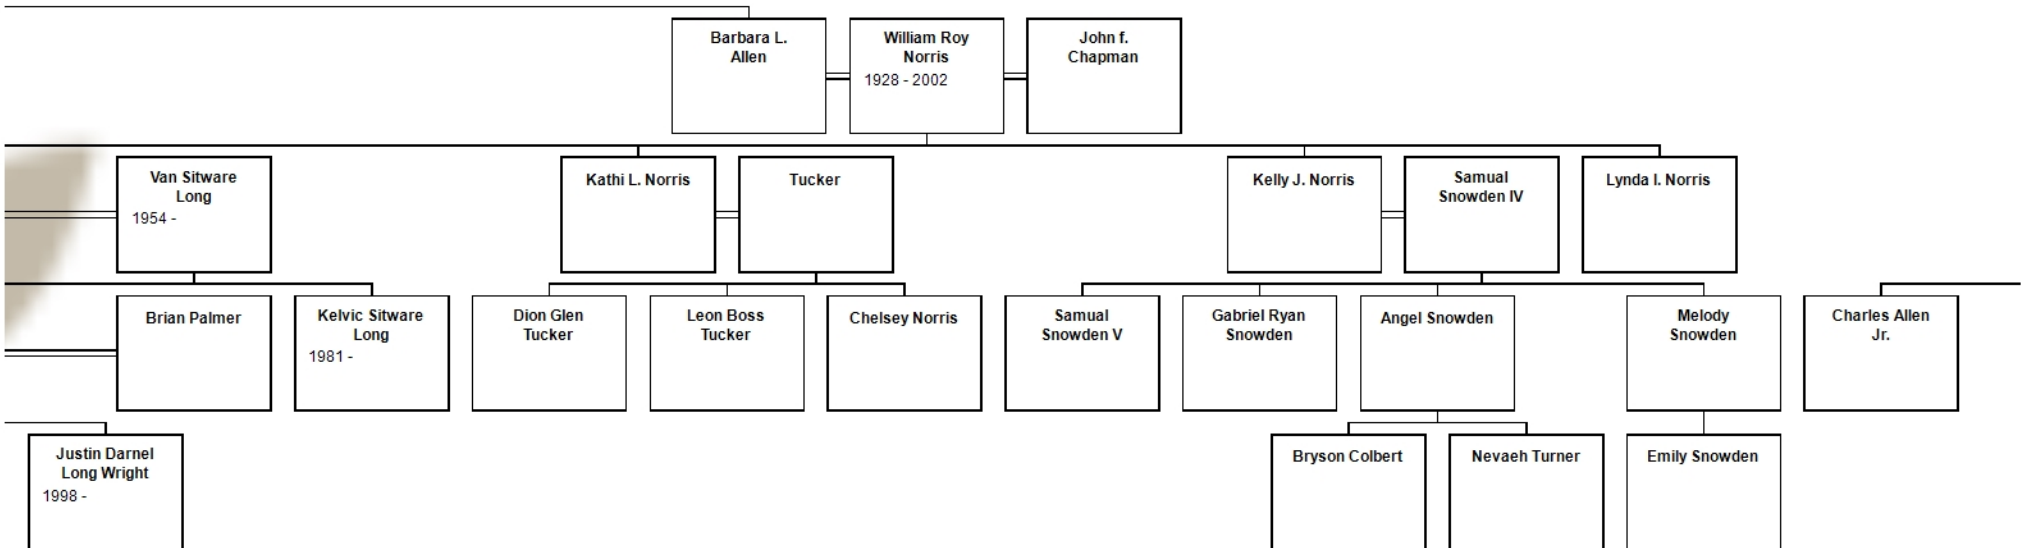 Barbara L.
Allen
William Roy
Norris
1928 - 2002
John f.
Chapman
Van Sitware
Long
1954 -
Kathi L. Norris
Tucker
Kelly J. Norris
Samual
Snowden IV
Lynda I. Norris
Brian Palmer
Kelvic Sitware
Long
1981 -
Dion Glen
Tucker
Leon Boss
Tucker
Chelsey Norris
Samual
Snowden V
Gabriel Ryan
Snowden
Angel Snowden
Melody
Snowden
Charles Allen
Jr.
Justin Darnel
Long Wright
1998 -
Bryson Colbert
Nevaeh Turner
Emily Snowden